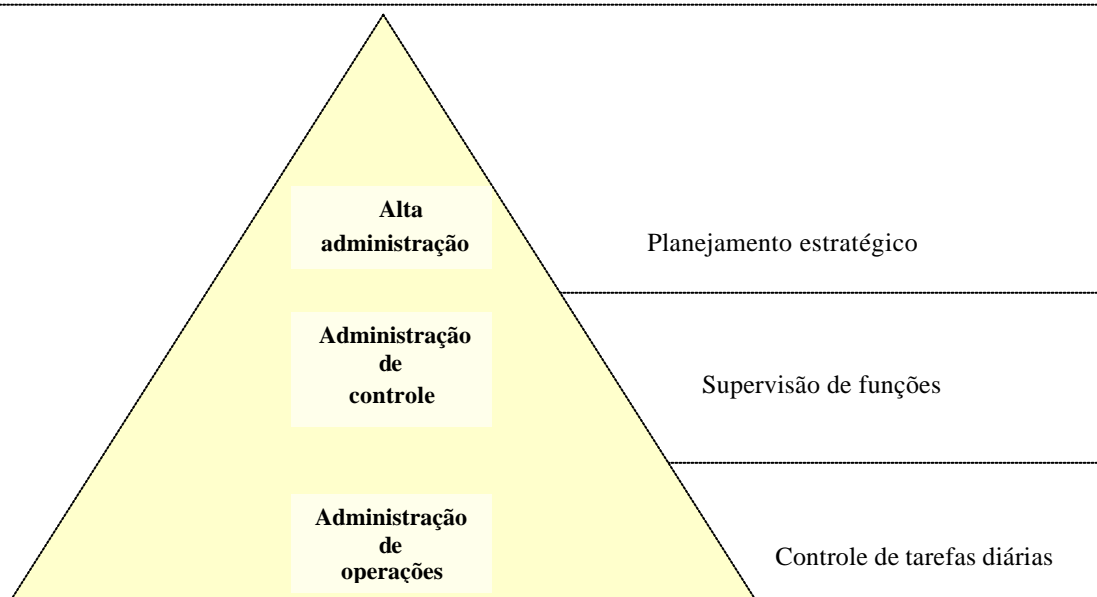 Alta
administração
Planejamento estratégico
Administração
de
controle
Supervisão de funções
Administração
de
operações
Controle de tarefas diárias